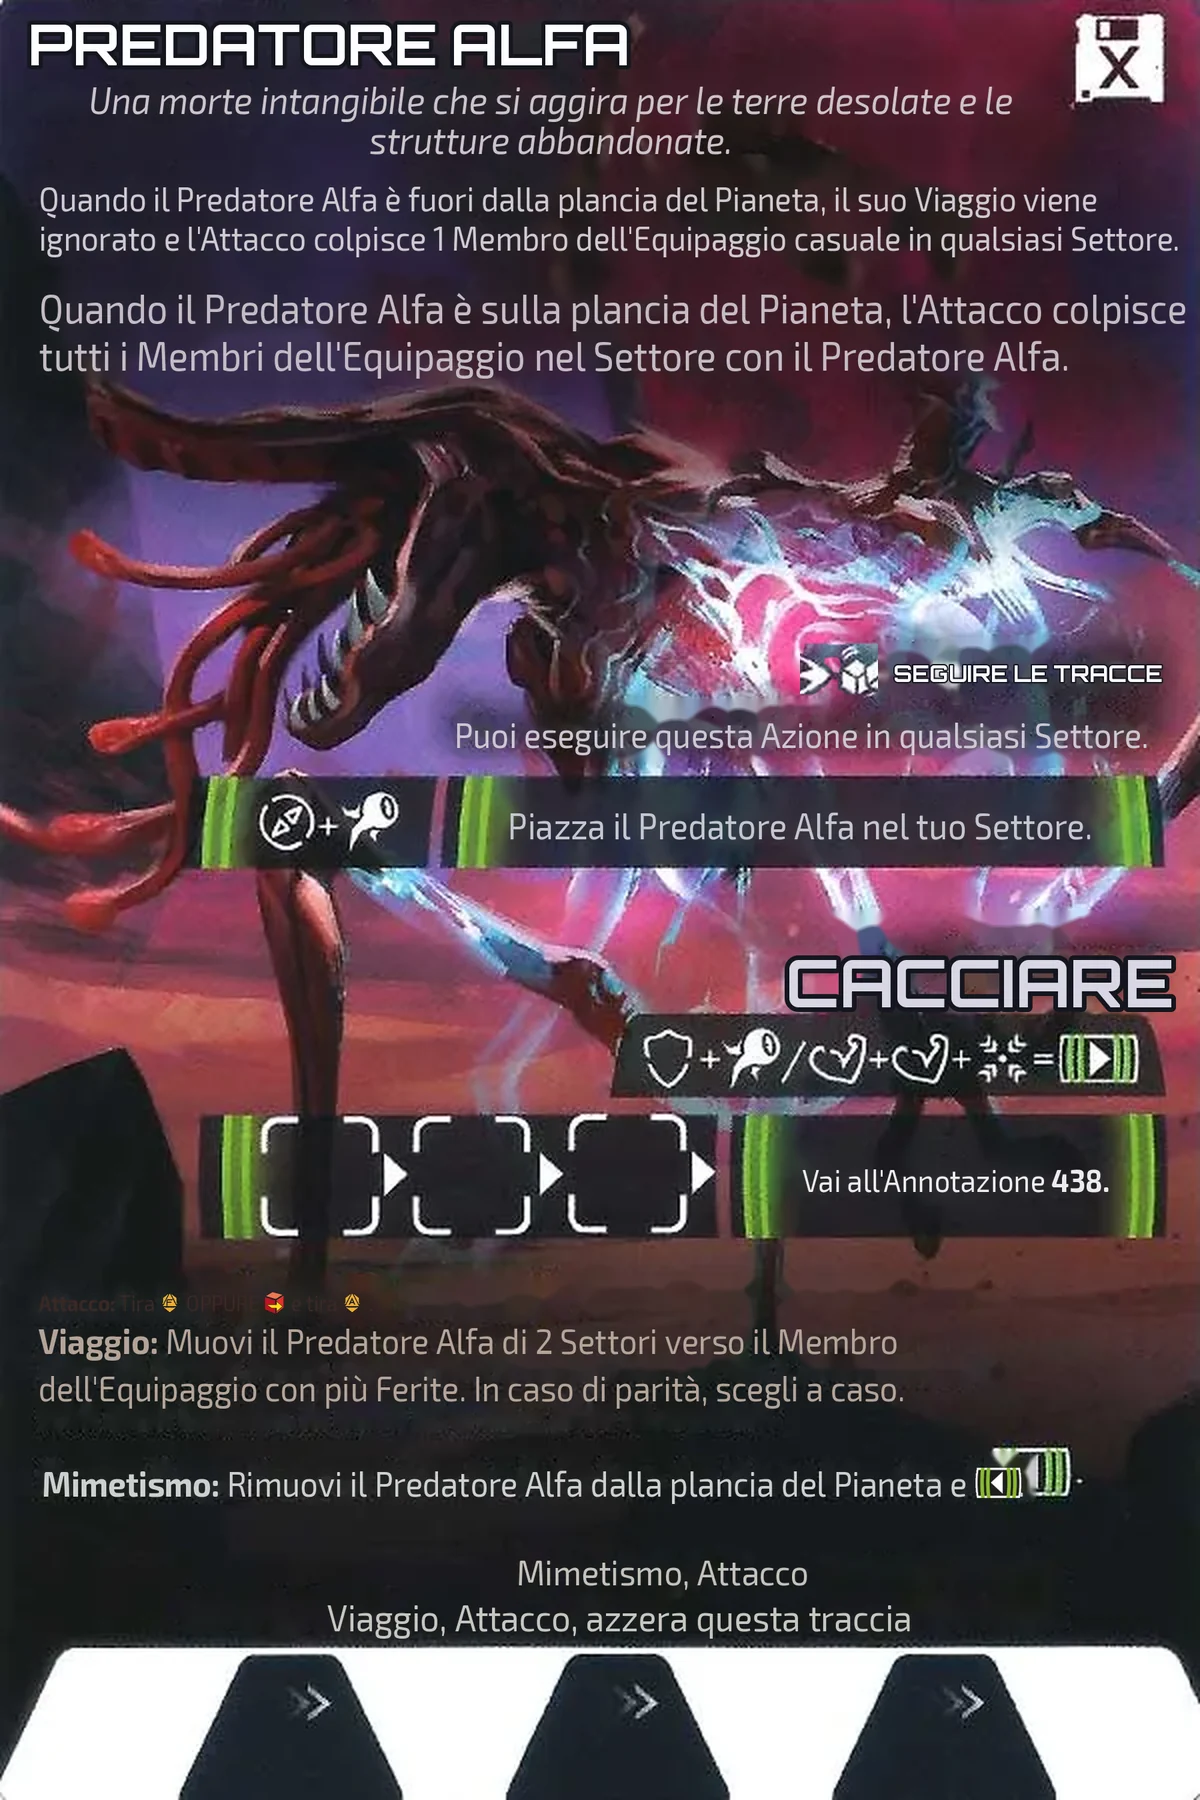 PREDATORE ALFA
X
Una morte intangibile che si aggira per le terre desolate e le
strutture abbandonate.
Quando il Predatore Alfa è fuori dalla plancia del Pianeta, il suo Viaggio viene
ignorato e l'Attacco colpisce 1 Membro dell'Equipaggio casuale in qualsiasi Settore.
Quando il Predatore Alfa è sulla plancia del Pianeta, l'Attacco colpisce
tutti i Membri dell'Equipaggio nel Settore con il Predatore Alfa.
SEGUIRE LE TRACCE
Puoi eseguire questa Azione in qualsiasi Settore.
Piazza il Predatore Alfa nel tuo Settore.
CACCIARE
Vai all'Annotazione 438.
Attacco: Tira OPPURE e tira
Viaggio: Muovi il Predatore Alfa di 2 Settori verso il Membro
dell'Equipaggio con più Ferite. In caso di parità, scegli a caso.
Mimetismo: Rimuovi il Predatore Alfa dalla plancia del Pianeta e .
Mimetismo, Attacco
Viaggio, Attacco, azzera questa traccia